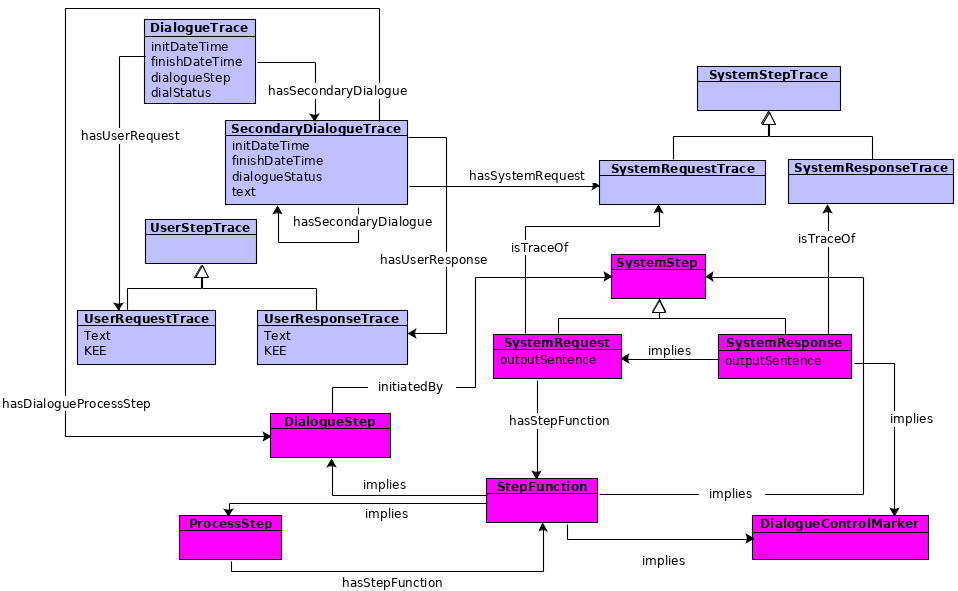 DialogueTrace
initDateTime
finishDateTime
dialogueStep
dialStatus
hasSecondaryDialogue
hasUserRequest
SecondaryDialogueTrace
initDateTime
finishDateTime
dialogueStatus
text
hasSecondaryDialogue
hasSystemRequest
hasUserResponse
SystemStepTrace
SystemRequestTrace
SystemResponseTrace
isTraceOf
isTraceOf
UserStepTrace
UserRequestTrace
Text
KEE
UserResponseTrace
Text
KEE
SystemStep
SystemRequest
outputSentence
implies
SystemResponse
outputSentence
initiatedBy
hasDialogueProcessStep
DialogueStep
hasStepFunction
implies
implies
StepFunction
implies
implies
ProcessStep
DialogueControlMarker
implies
hasStepFunction